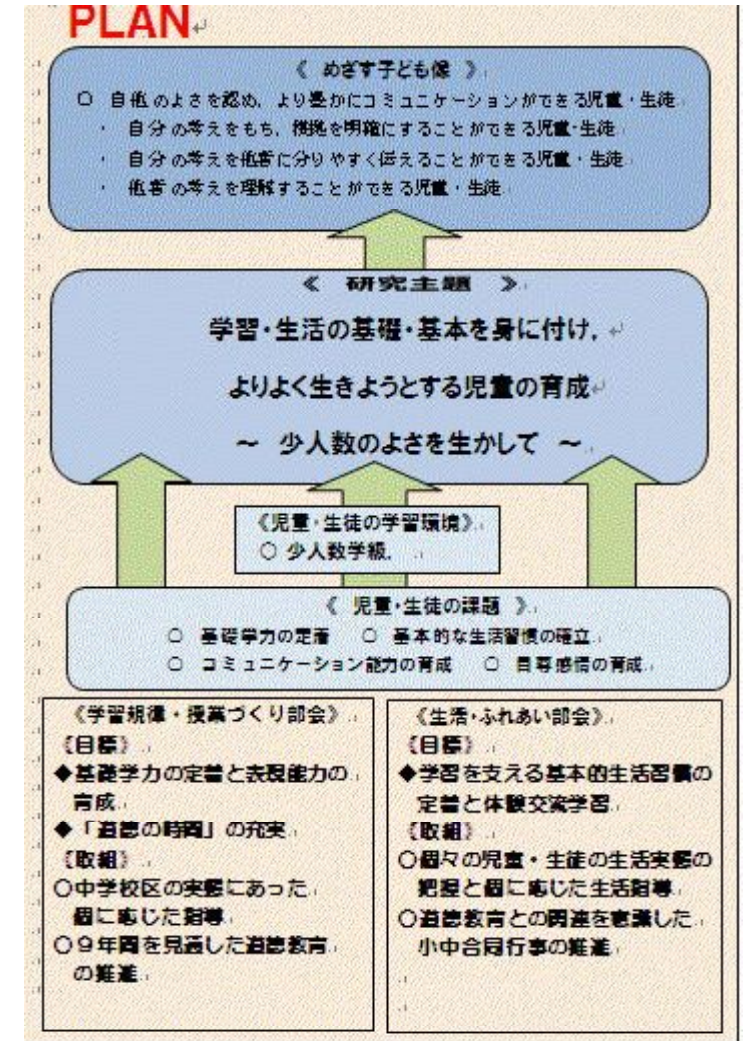 PLAN
《 めざす子ども像 》
○ 自他のよさを認め，より豊かにコミュニケーションができる児童・生徒
・ 自分の考えをもち，根拠を明確にすることができる児童・生徒
・ 自分の考えを他者に分りやすく伝えることができる児童・生徒
・ 他者の考えを理解することができる児童・生徒
《 研究主題 》
学習・生活の基礎・基本を身に付け，
よりよく生きようとする児童の育成
～ 少人数のよさを生かして ～
《児童・生徒の学習環境》
○ 少人数学級，
《 児童・生徒の課題 》
○ 基礎学力の定着 ○ 基本的な生活習慣の確立
○ コミュニケーション能力の育成 ○ 自尊感情の育成
《学習規律・授業づくり部会》
《目標》
◆基礎学力の定着と表現能力の
育成
◆「道徳の時間」の充実
《取組》
○中学校区の実態にあった
個に応じた指導
○９年間を見通した道徳教育
の推進
《生活・ふれあい部会》
《目標》
◆学習を支える基本的生活習慣の
定着と体験交流学習
《取組》
○個々の児童・生徒の生活実態の
把握と個に応じた生活指導
○道徳教育との関連を意識した
小中合同行事の推進